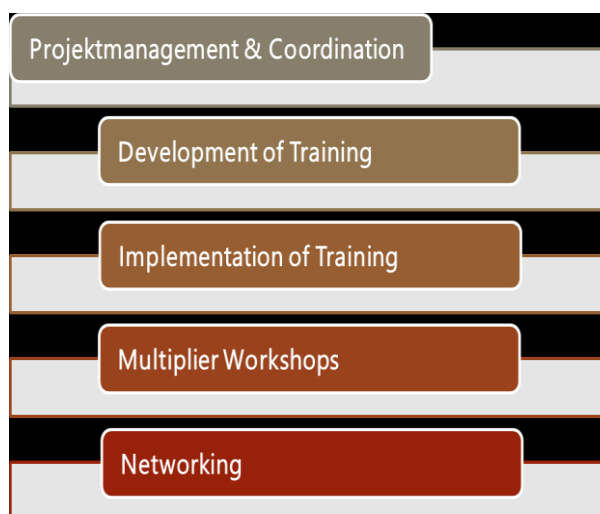 Projektmanagement & Coordination
Development of Training
Implementation of Training
Multiplier Workshops
Networking